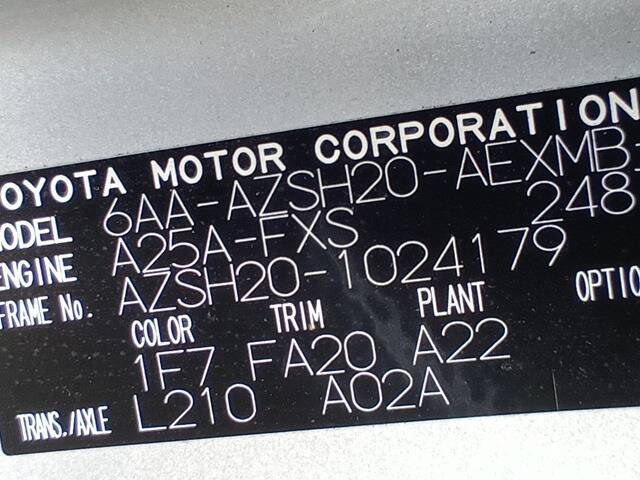 TOYOTA MOTOR CORPORATION
MODEL 6AA-AZSH20-AEXMB-
ENGINE A25A-FXS 248
FRAME No. AZSH20-1024179
COLOR TRIM PLANT OPTIO
1F7 FA20 A22
TRANS./AXLE L210 A02A